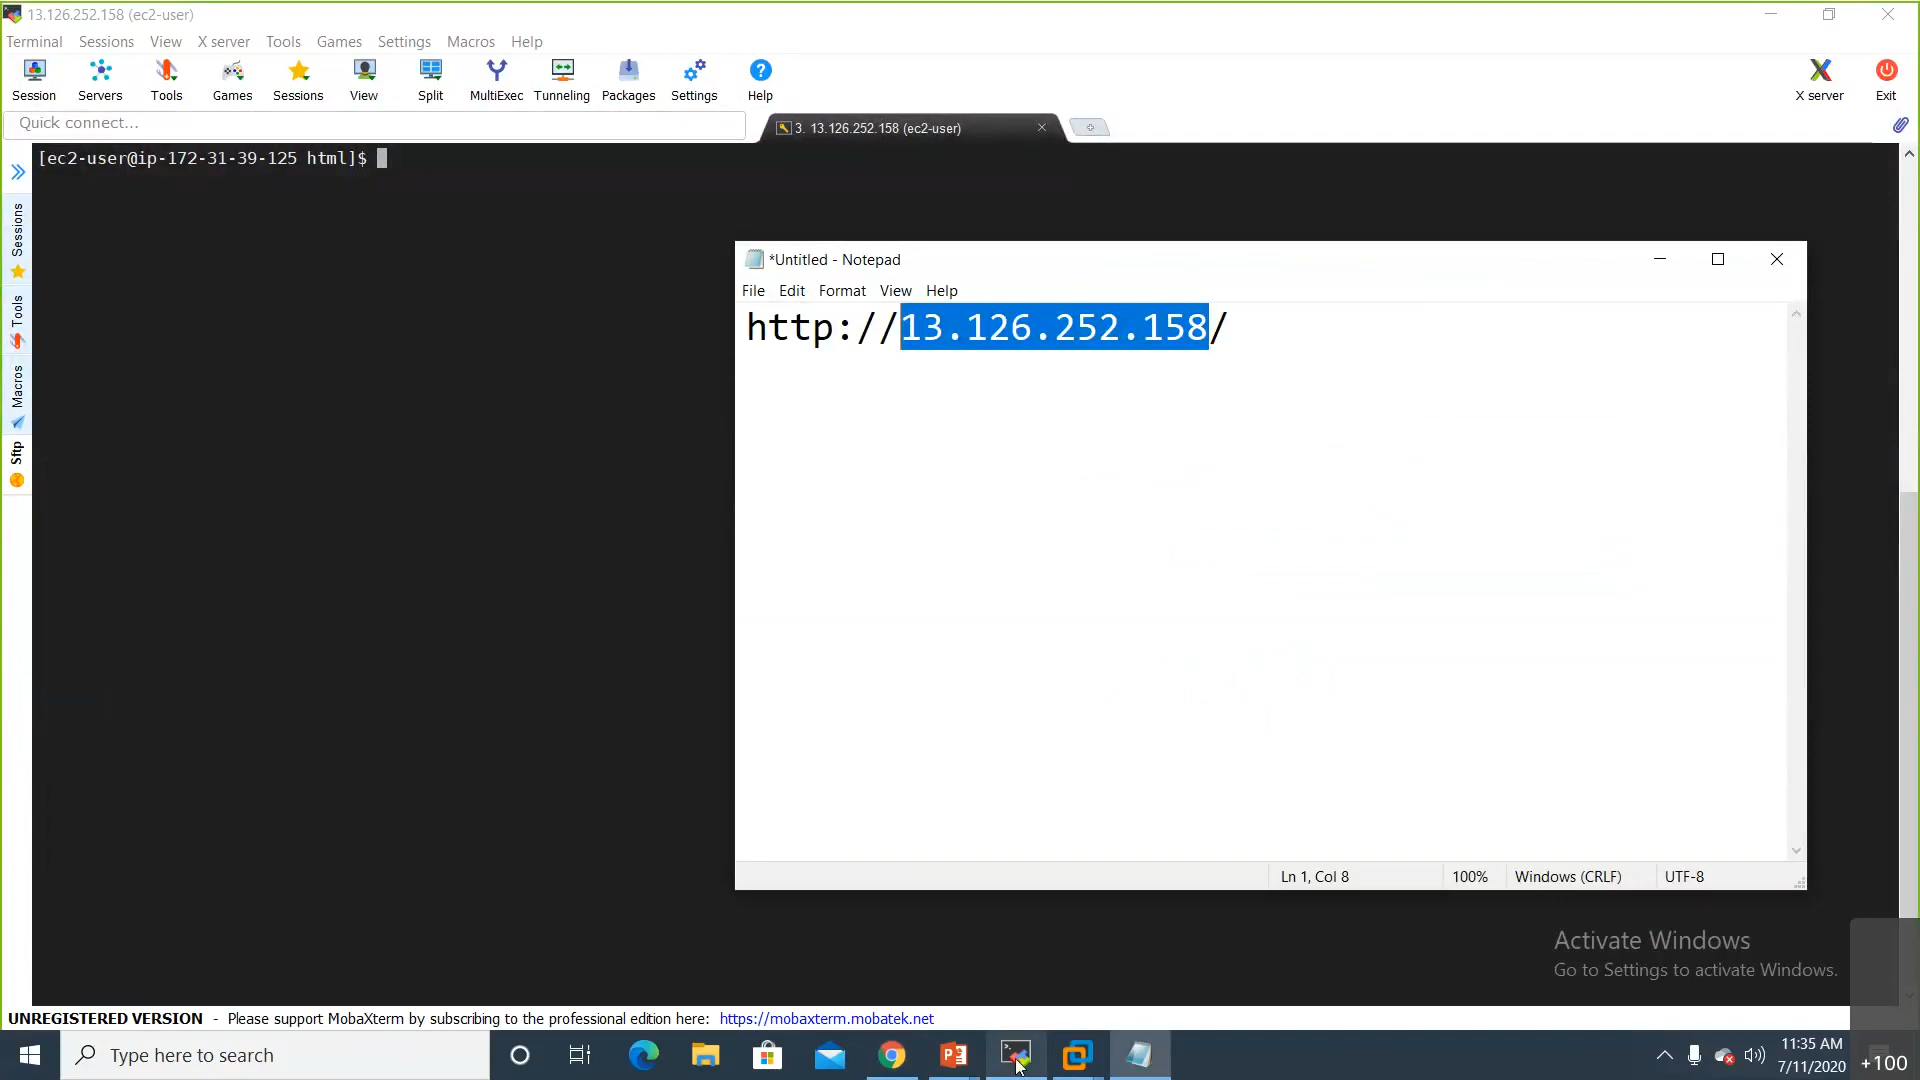 13.126.252.158 (ec2-user)
Terminal Sessions View X server Tools Games Settings Macros Help
Session Servers Tools Games Sessions View Split MultiExec Tunneling Packages Settings Help X server Exit
Quick connect...
3. 13.126.252.158 (ec2-user)
[ec2-user@ip-172-31-39-125 html]$
Sessions
Tools
Macros
Sftp
*Untitled - Notepad
File Edit Format View Help
http://13.126.252.158/
Ln 1, Col 8 100% Windows (CRLF) UTF-8
Activate Windows
Go to Settings to activate Windows.
UNREGISTERED VERSION - Please support MobaXterm by subscribing to the professional edition here: https://mobaxterm.mobatek.net
Type here to search
11:35 AM
7/11/2020
+100